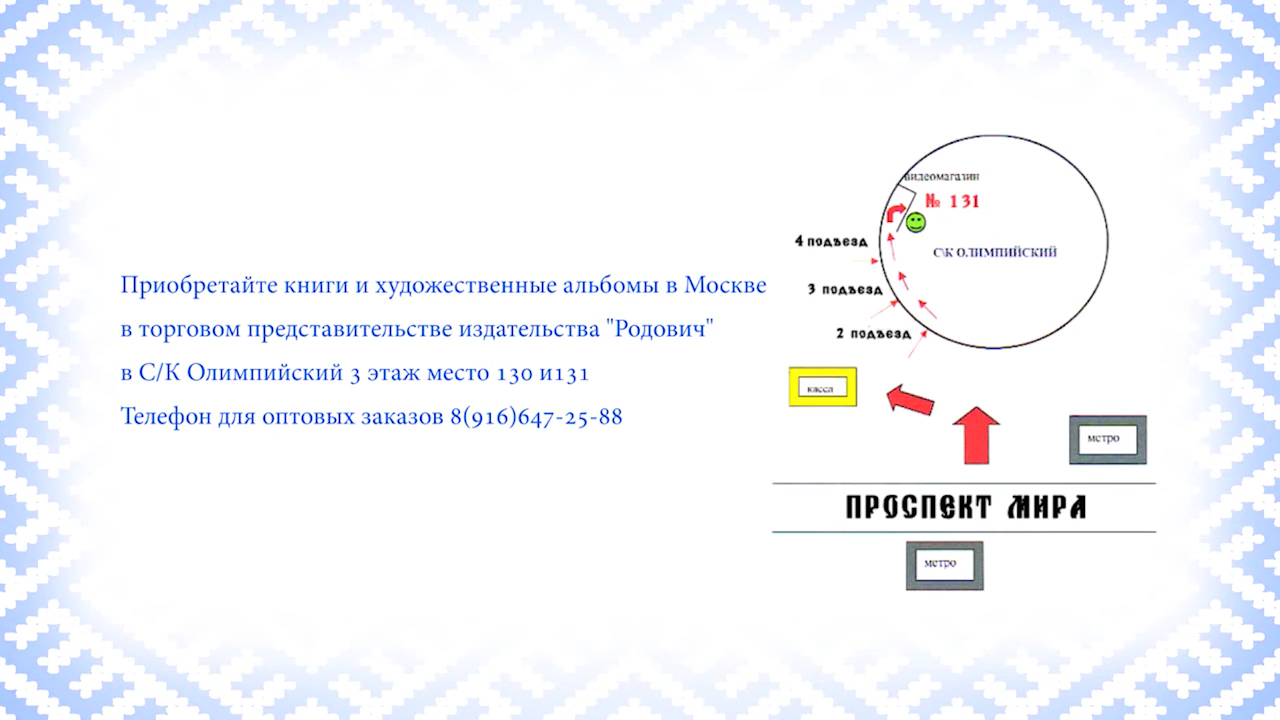 Приобретайте книги и художественные альбомы в Москве
в торговом представительстве издательства "Родович"
в С/К Олимпийский 3 этаж место 130 и131
Телефон для оптовых заказов 8(916)647-25-88
видеомагазин
№ 131
С\К ОЛИМПИЙСКИЙ
4 подъезд
3 подъезд
2 подъезд
касса
метро
ПРОСПЕКТ МИРА
метро